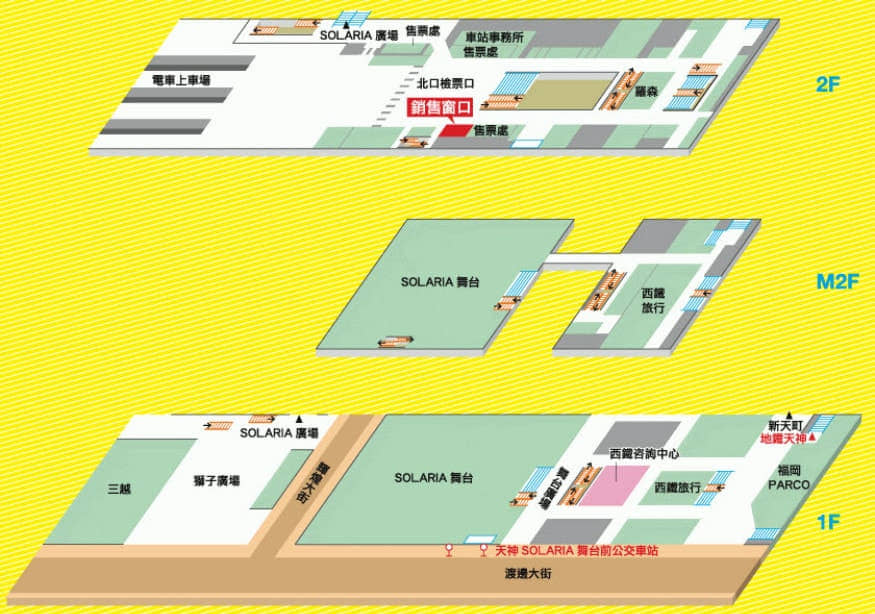 SOLARIA 廣場
售票處
車站事務所
售票處
電車上車場
北口檢票口
羅森
銷售窗口
售票處
2F
SOLARIA 舞台
西鐵
旅行
M2F
新天町
地鐵天神
SOLARIA 廣場
西鐵咨詢中心
三越
獅子廣場
輝煌大街
SOLARIA 舞台
舞台廣場
西鐵旅行
福岡
PARCO
1F
天神 SOLARIA 舞台前公交車站
渡邊大街